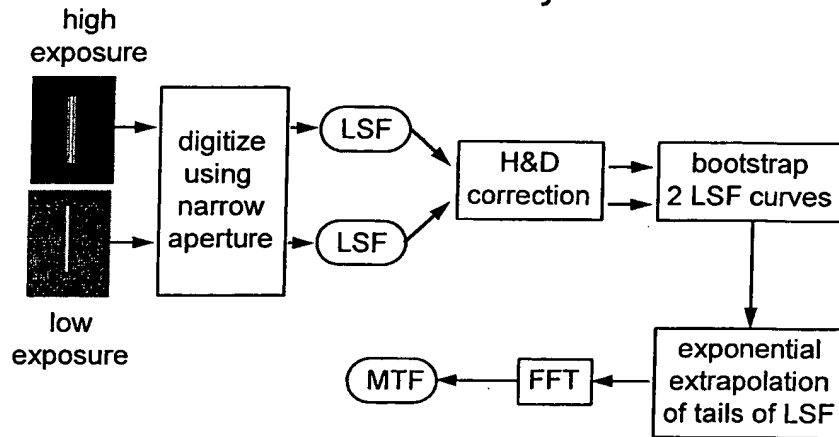 high
exposure
digitize
using
narrow
aperture
LSF
LSF
H&D
correction
bootstrap
2 LSF curves
low
exposure
exponential
extrapolation
of tails of LSF
FFT
MTF